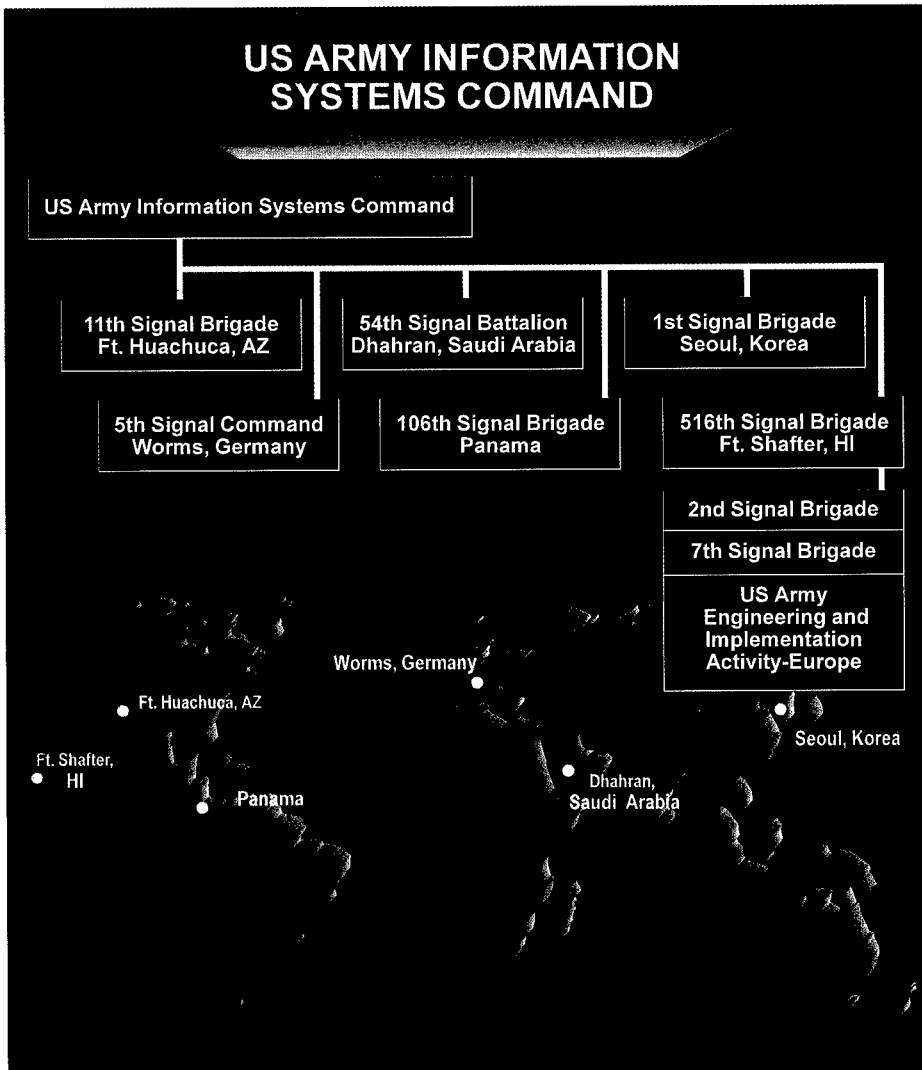 US ARMY INFORMATION
SYSTEMS COMMAND
US Army Information Systems Command
11th Signal Brigade
Ft. Huachuca, AZ
54th Signal Battalion
Dhahran, Saudi Arabia
1st Signal Brigade
Seoul, Korea
5th Signal Command
Worms, Germany
106th Signal Brigade
Panama
516th Signal Brigade
Ft. Shafter, HI
2nd Signal Brigade
7th Signal Brigade
US Army
Engineering and
Implementation
Activity-Europe
Worms, Germany
Ft. Huachuca, AZ
Seoul, Korea
Ft. Shafter,
HI
Dhahran,
Saudi Arabia
Panama